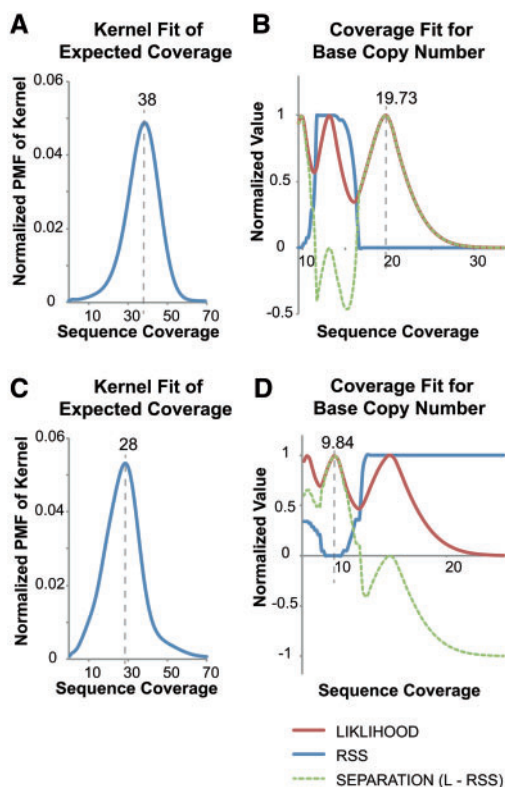 A
Kernel Fit of
Expected Coverage
0.06
38
0.04
0.02
0
10
30
50
70
Normalized PMF of Kernel
Sequence Coverage
B
Coverage Fit for
Base Copy Number
19.73
1
0.5
0
-0.5
10
20
30
Normalized Value
Sequence Coverage
C
Kernel Fit of
Expected Coverage
0.06
28
0.04
0.02
0
10
30
50
70
Normalized PMF of Kernel
Sequence Coverage
D
Coverage Fit for
Base Copy Number
9.84
1
0.5
0
-0.5
-1
10
20
Normalized Value
Sequence Coverage
LIKLIHOOD
RSS
SEPARATION (L - RSS)